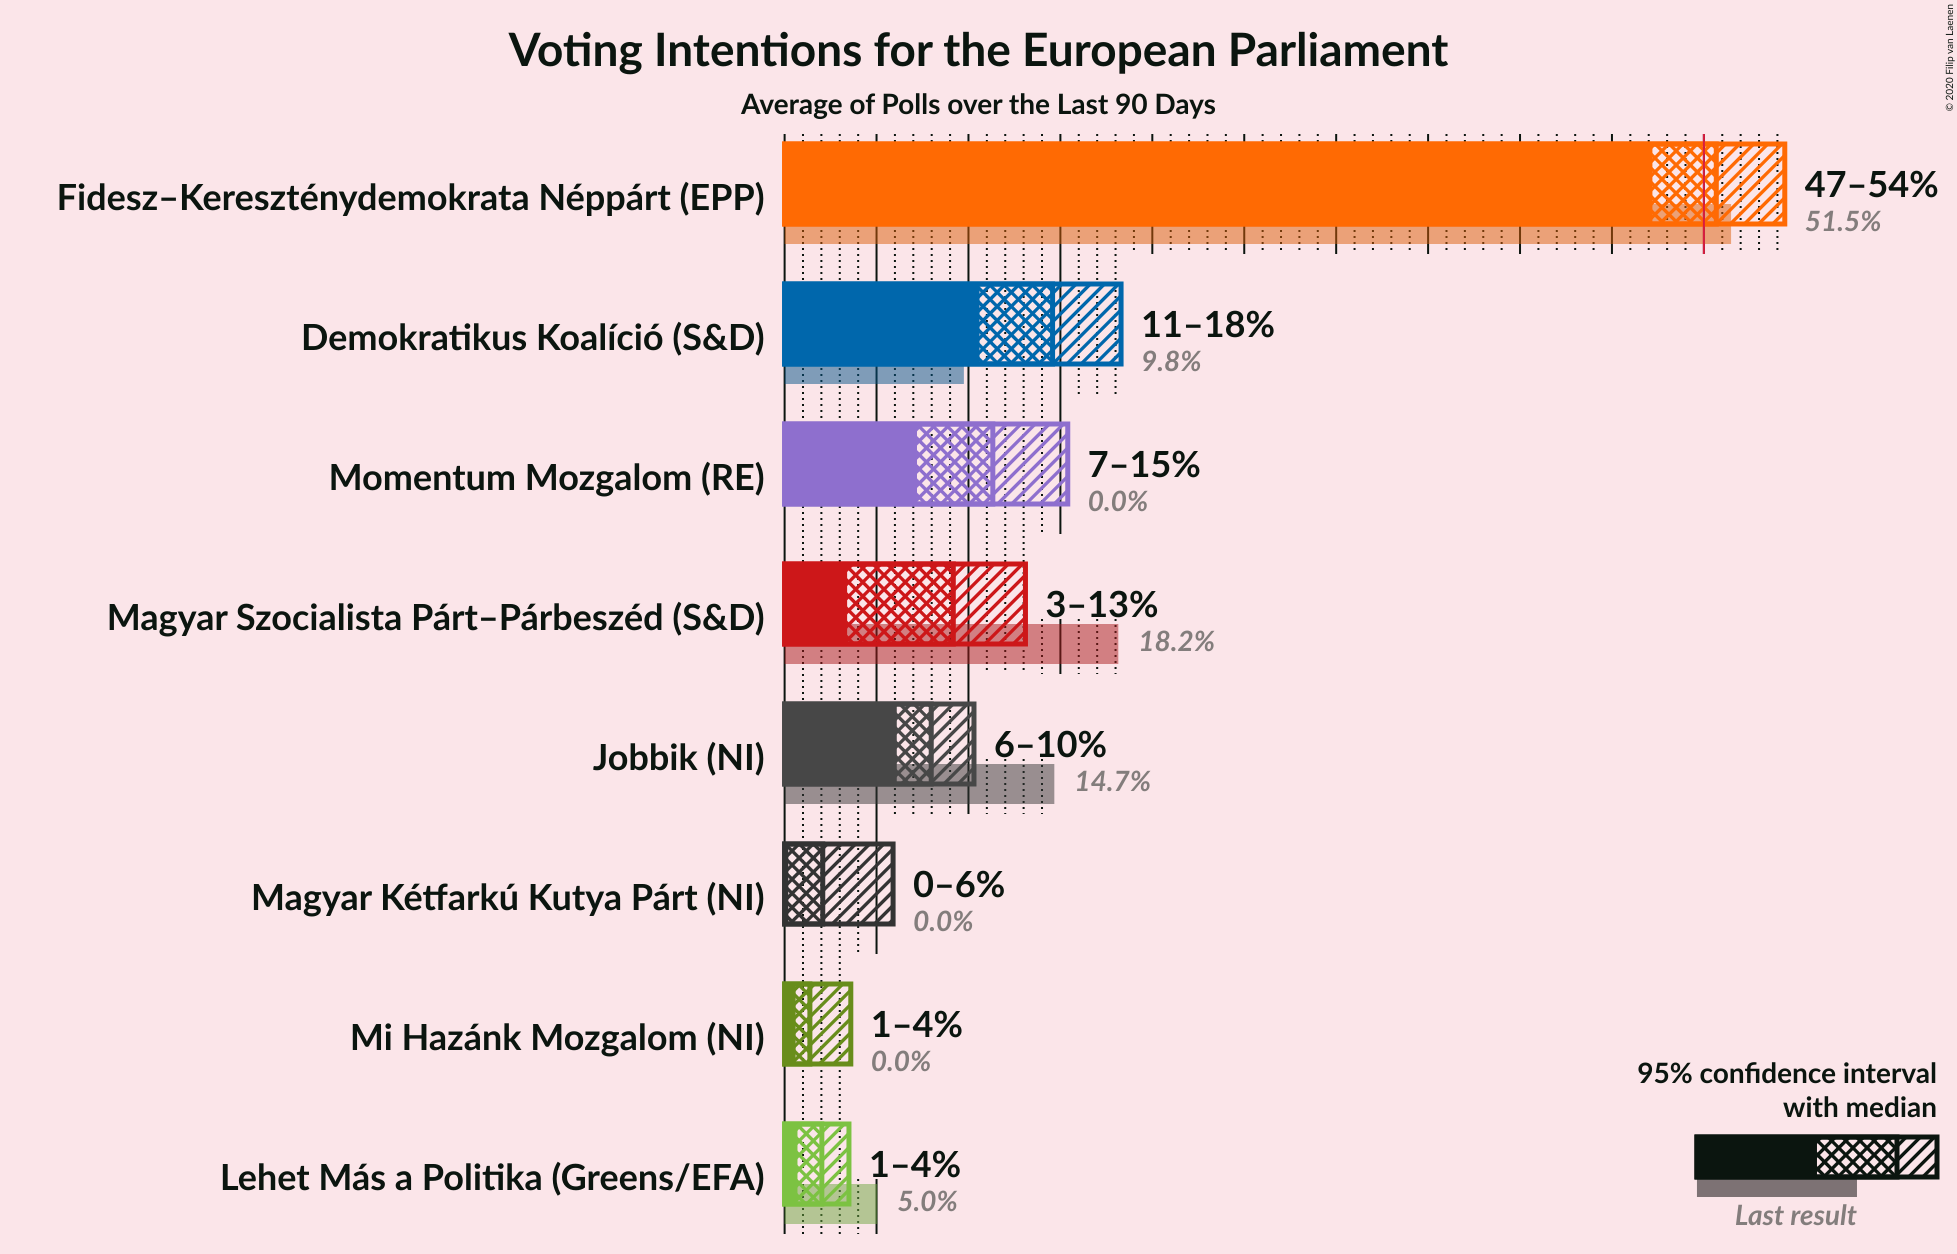 Voting Intentions for the European Parliament
Average of Polls over the Last 90 Days
© 2020 Filip van Laenen
Fidesz–Kereszténydemokrata Néppárt (EPP)
47–54%
51.5%
Demokratikus Koalíció (S&D)
11–18%
9.8%
Momentum Mozgalom (RE)
7–15%
0.0%
Magyar Szocialista Párt–Párbeszéd (S&D)
3–13%
18.2%
Jobbik (NI)
6–10%
14.7%
Magyar Kétfarkú Kutya Párt (NI)
0–6%
0.0%
Mi Hazánk Mozgalom (NI)
1–4%
0.0%
Lehet Más a Politika (Greens/EFA)
1–4%
5.0%
95% confidence interval
with median
Last result